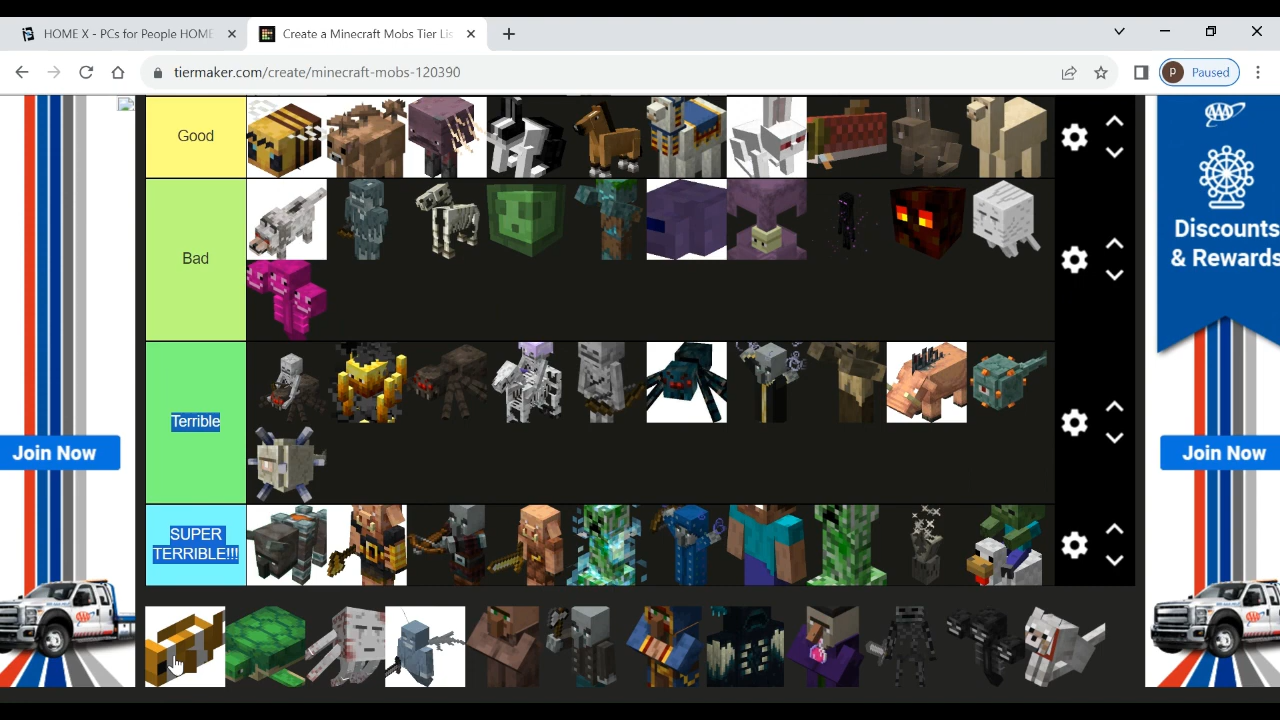 HOME X - PCs for People HOME
Create a Minecraft Mobs Tier Lis
tiermaker.com/create/minecraft-mobs-120390
p
Paused
Good
Bad
Terrible
SUPER
TERRIBLE!!!
Join Now
AAA
Discounts
& Rewards
Join Now